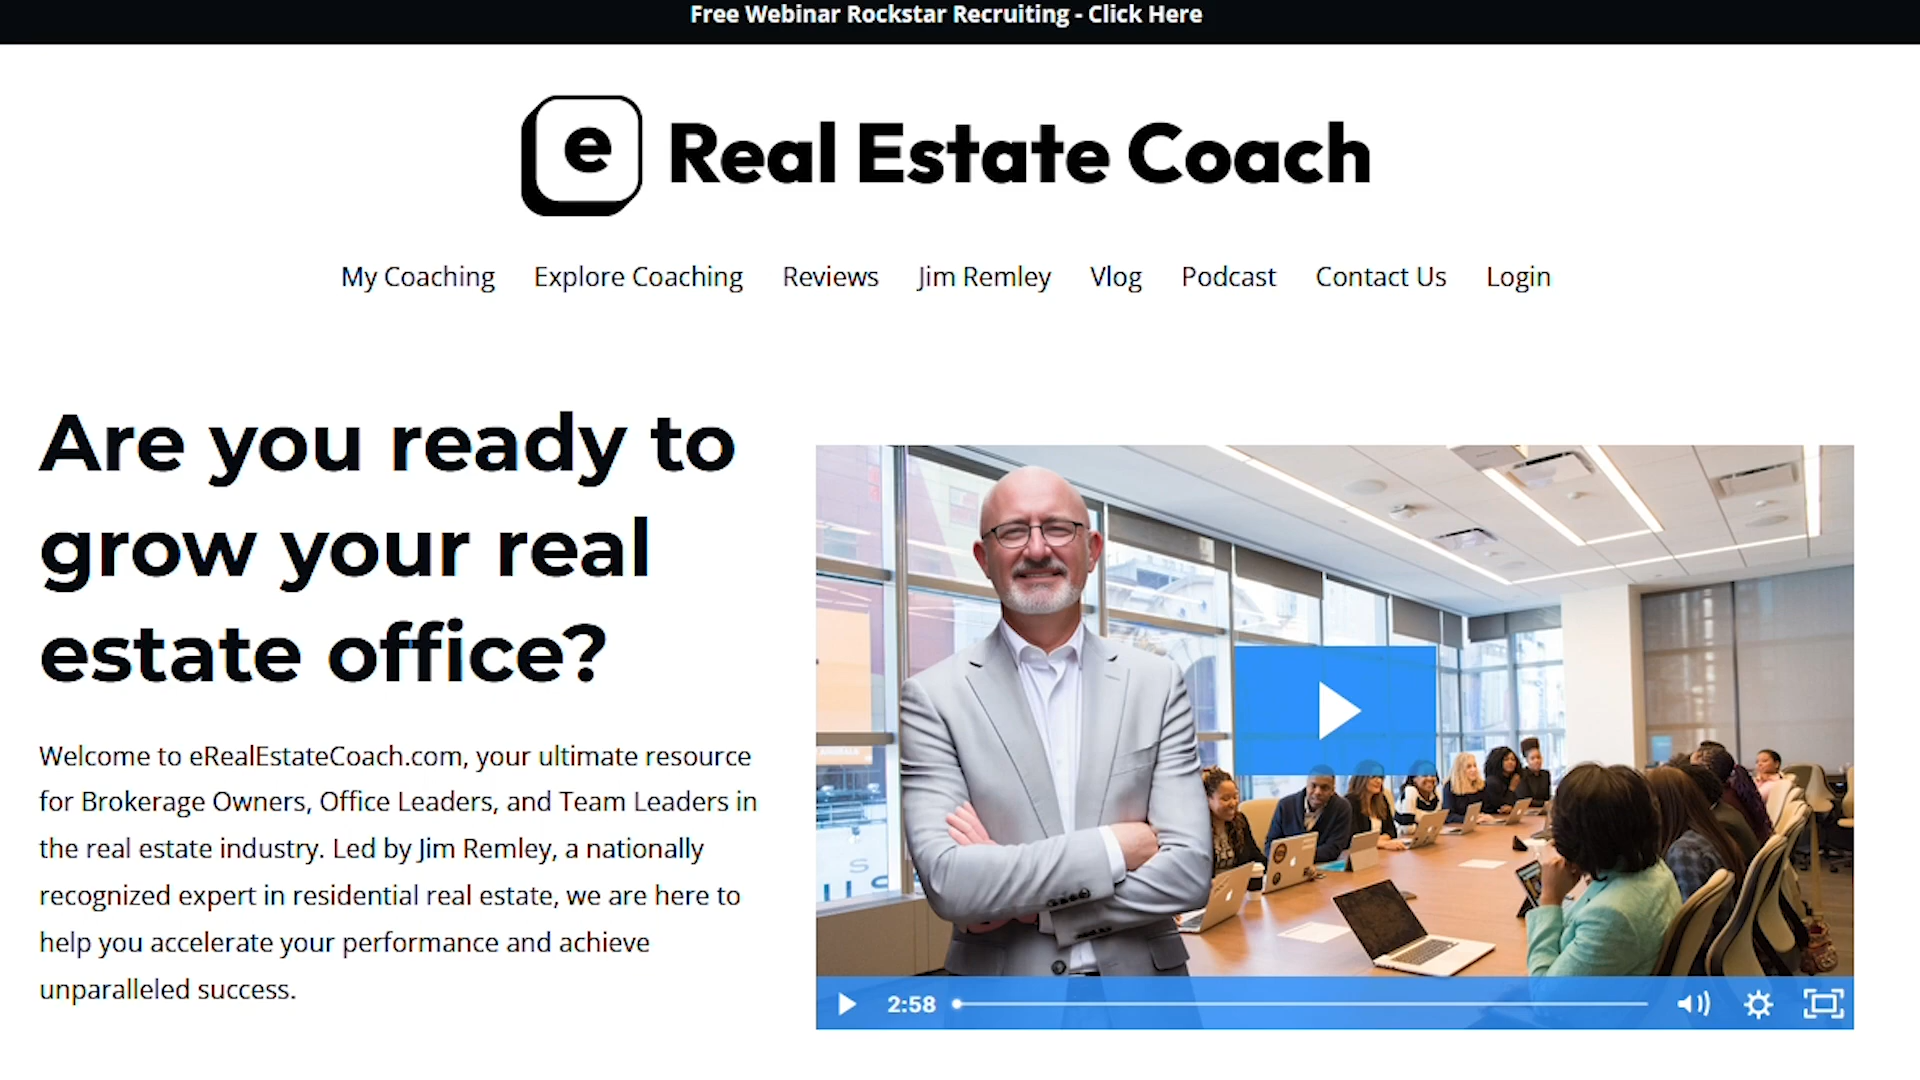 Free Webinar Rockstar Recruiting - Click Here
e Real Estate Coach
My Coaching Explore Coaching Reviews Jim Remley Vlog Podcast Contact Us Login
Are you ready to
grow your real
estate office?
Welcome to eRealEstateCoach.com, your ultimate resource
for Brokerage Owners, Office Leaders, and Team Leaders in
the real estate industry. Led by Jim Remley, a nationally
recognized expert in residential real estate, we are here to
help you accelerate your performance and achieve
unparalleled success.
2:58